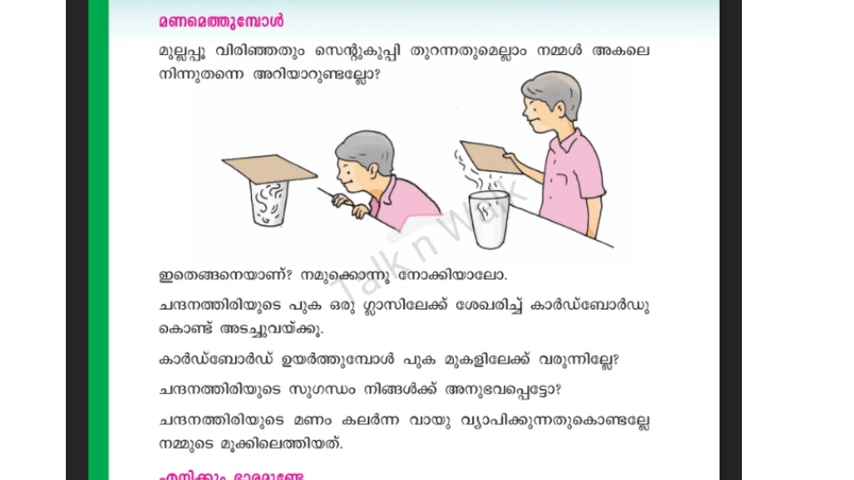 മണമെത്തുമ്പോൾ
മുല്ലപ്പൂ വിരിഞ്ഞതും സെന്റുകുപ്പി തുറന്നതുമെല്ലാം നമ്മൾ അകലെ
നിന്നുതന്നെ അറിയാറുണ്ടല്ലോ?
Talk n Walk
ഇതെങ്ങനെയാണ്? നമുക്കൊന്നു നോക്കിയാലോ.
ചന്ദനത്തിരിയുടെ പുക ഒരു ഗ്ലാസിലേക്ക് ശേഖരിച്ച് കാർഡ്ബോർഡു
കൊണ്ട് അടച്ചുവയ്ക്കൂ.
കാർഡ്ബോർഡ് ഉയർത്തുമ്പോൾ പുക മുകളിലേക്ക് വരുന്നില്ലേ?
ചന്ദനത്തിരിയുടെ സുഗന്ധം നിങ്ങൾക്ക് അനുഭവപ്പെട്ടോ?
ചന്ദനത്തിരിയുടെ മണം കലർന്ന വായു വ്യാപിക്കുന്നതുകൊണ്ടല്ലേ
നമ്മുടെ മൂക്കിലെത്തിയത്.
എനിക്കും ഭാരമുണ്ടേ